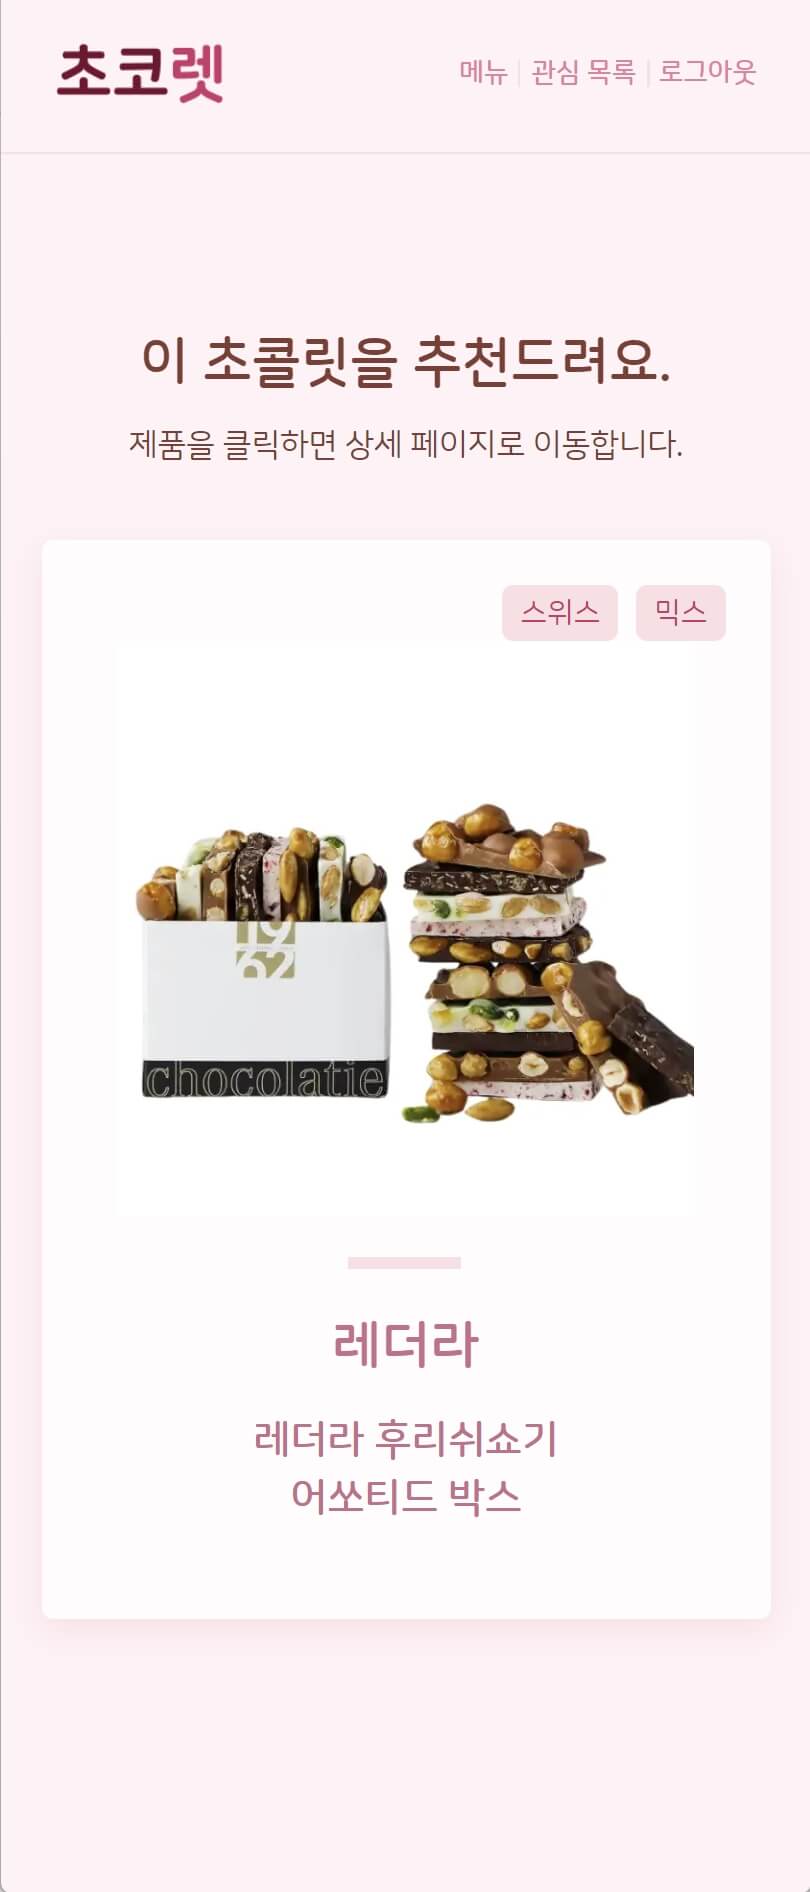 초코렛
메뉴 | 관심 목록 | 로그아웃
이 초콜릿을 추천드려요.
제품을 클릭하면 상세 페이지로 이동합니다.
스위스 믹스
19
62
chocolatie
레더라
레더라 후리쉬쇼기
어쏘티드 박스